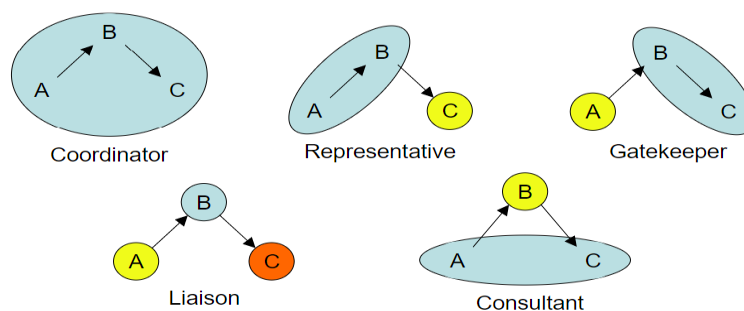 B
A
C
Coordinator
B
A
C
Representative
B
A
C
Gatekeeper
B
A
C
Liaison
B
A
C
Consultant